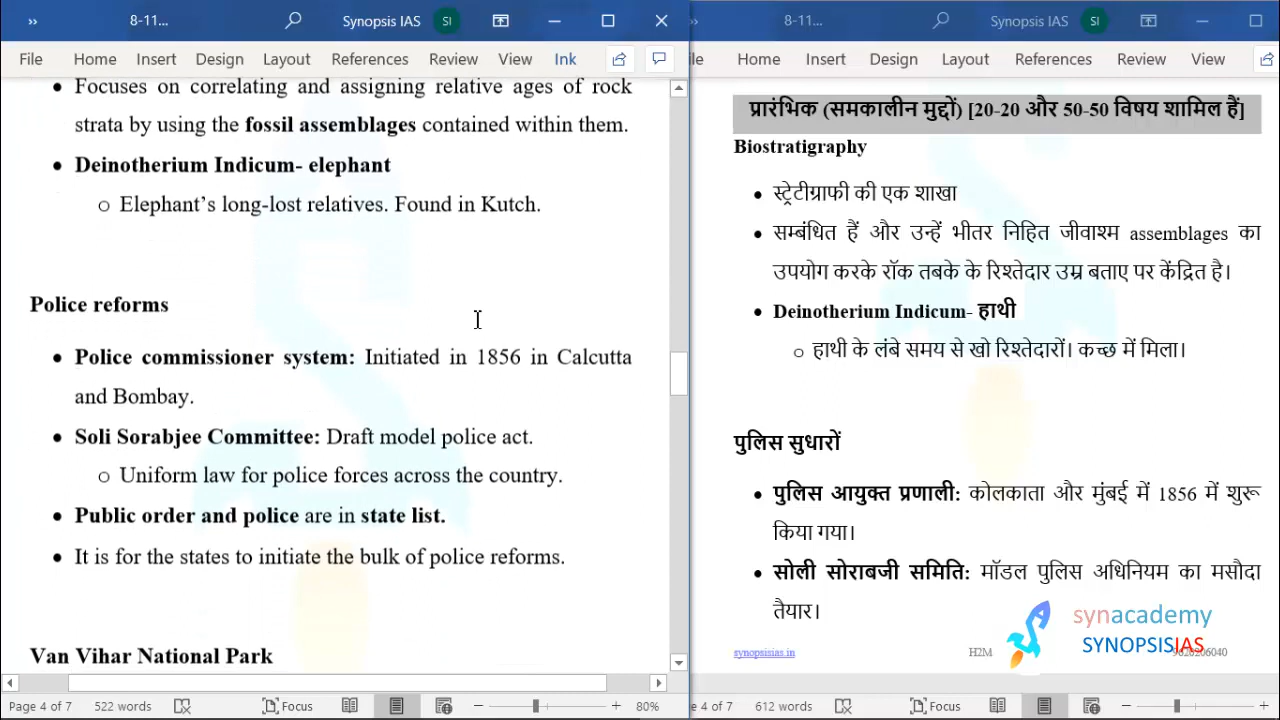 8-11...
Synopsis IAS
SI
File Home Insert Design Layout References Review View Ink
Focuses on correlating and assigning relative ages of rock
strata by using the fossil assemblages contained within them.
Deinotherium Indicum- elephant
Elephant's long-lost relatives. Found in Kutch.
Police reforms
Police commissioner system: Initiated in 1856 in Calcutta
and Bombay.
Soli Sorabjee Committee: Draft model police act.
Uniform law for police forces across the country.
Public order and police are in state list.
It is for the states to initiate the bulk of police reforms.
Van Vihar National Park
Page 4 of 7 522 words Focus 80%
8-11...
Synopsis IAS
SI
le Home Insert Design Layout References Review View
प्रारंभिक (समकालीन मुद्दों) [20-20 और 50-50 विषय शामिल हैं]
Biostratigraphy
स्ट्रेटीग्राफी की एक शाखा
सम्बंधित हैं और उन्हें भीतर निहित जीवाश्म assemblages का
उपयोग करके रॉक तबके के रिश्तेदार उम्र बताए पर केंद्रित है।
Deinotherium Indicum- हाथी
हाथी के लंबे समय से खो रिश्तेदारों। कच्छ में मिला।
पुलिस सुधारों
पुलिस आयुक्त प्रणाली: कोलकाता और मुंबई में 1856 में शुरू
किया गया।
सोली सोराबजी समिति: मॉडल पुलिस अधिनियम का मसौदा
तैयार।
synacademy
SYNOPSISIAS
synopsisias.in H2M
4 of 7 612 words Focus